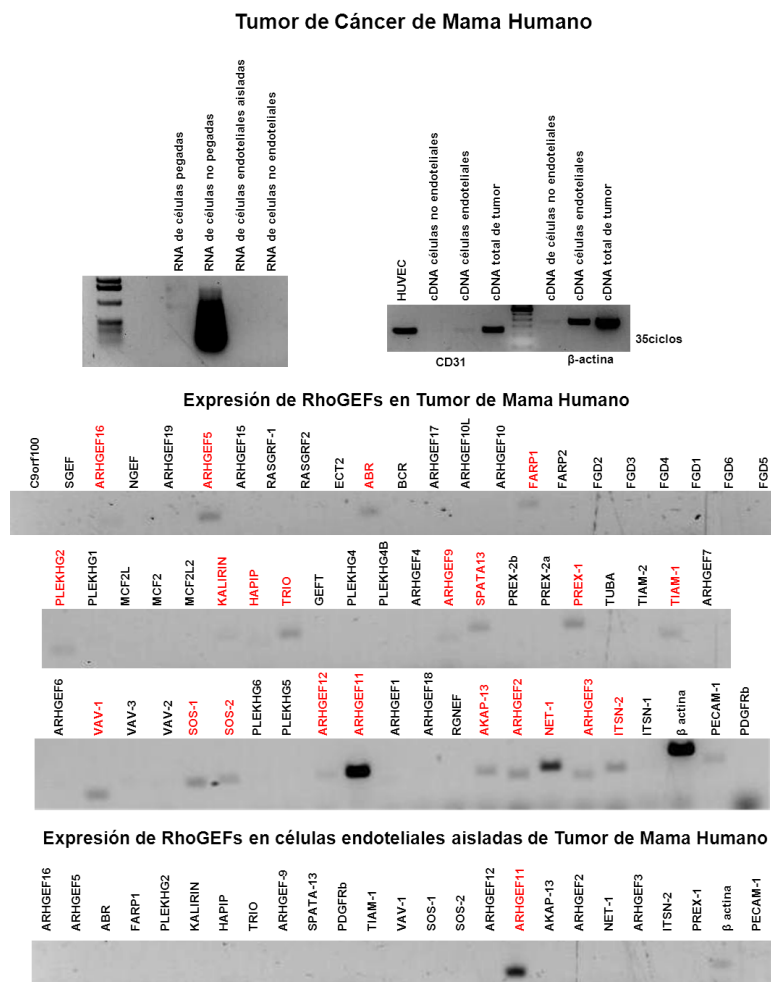 Tumor de Cáncer de Mama Humano
RNA de células pegadas
RNA de células no pegadas
RNA de células endoteliales aisladas
RNA de células no endoteliales
HUVEC
cDNA células no endoteliales
cDNA células endoteliales
cDNA total de tumor
cDNA de células no endoteliales
cDNA células endoteliales
cDNA total de tumor
35ciclos
CD31
β-actina
Expresión de RhoGEFs en Tumor de Mama Humano
C9orf100
SGEF
ARHGEF16
NGEF
ARHGEF19
ARHGEF5
ARHGEF15
RASGRF-1
RASGRF2
ECT2
ABR
BCR
ARHGEF17
ARHGEF10L
ARHGEF10
FARP1
FARP2
FGD2
FGD3
FGD4
FGD1
FGD6
FGD5
PLEKHG2
PLEKHG1
MCF2L
MCF2
MCF2L2
KALIRIN
HAPIP
TRIO
GEFT
PLEKHG4
PLEKHG4B
ARHGEF4
ARHGEF9
SPATA13
PREX-2b
PREX-2a
PREX-1
TUBA
TIAM-2
TIAM-1
ARHGEF7
ARHGEF6
VAV-1
VAV-3
VAV-2
SOS-1
SOS-2
PLEKHG6
PLEKHG5
ARHGEF12
ARHGEF11
ARHGEF1
ARHGEF18
RGNEF
AKAP-13
ARHGEF2
NET-1
ARHGEF3
ITSN-2
ITSN-1
β actina
PECAM-1
PDGFRb
Expresión de RhoGEFs en células endoteliales aisladas de Tumor de Mama Humano
ARHGEF16
ARHGEF5
ABR
FARP1
PLEKHG2
KALIRIN
HAPIP
TRIO
ARHGEF-9
SPATA-13
PDGFRb
TIAM-1
VAV-1
SOS-1
SOS-2
ARHGEF12
ARHGEF11
AKAP-13
ARHGEF2
NET-1
ARHGEF3
ITSN-2
PREX-1
β actina
PECAM-1